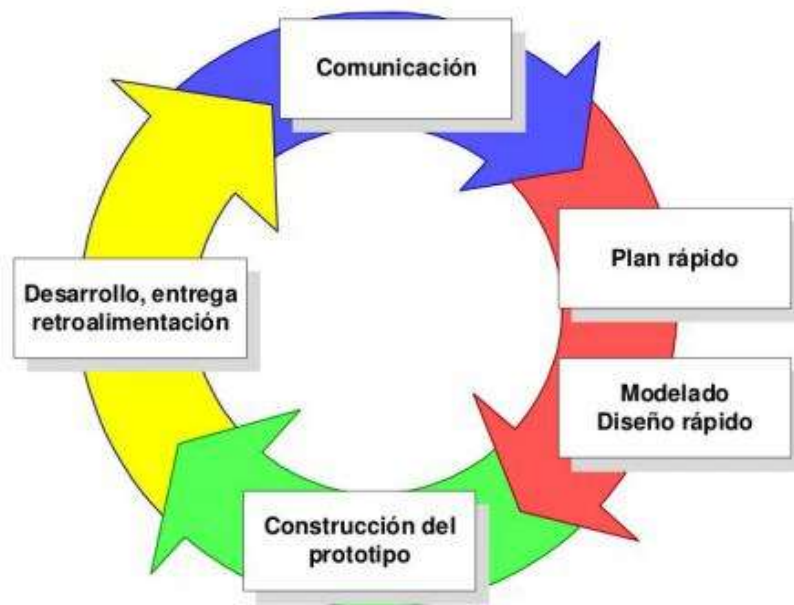 Comunicación
Plan rápido
Modelado
Diseño rápido
Construcción del
prototipo
Desarrollo, entrega
retroalimentación